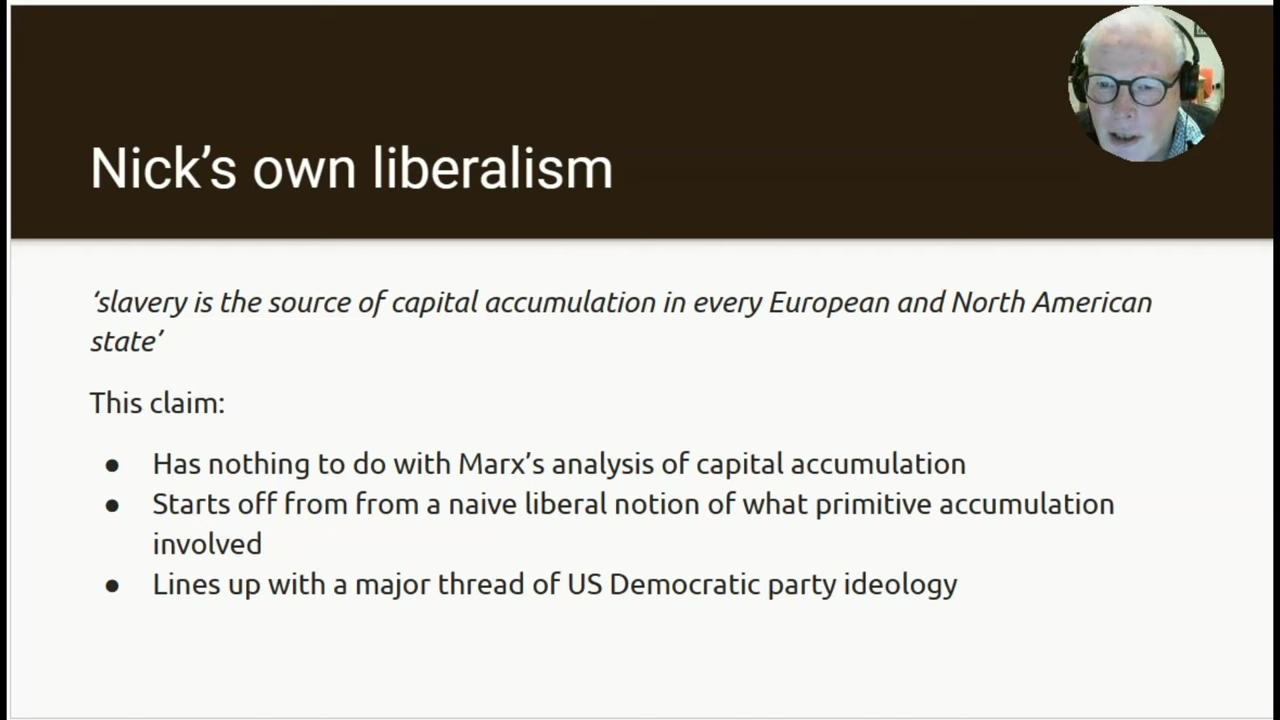 Nick’s own liberalism
‘slavery is the source of capital accumulation in every European and North American
state’
This claim:
● Has nothing to do with Marx’s analysis of capital accumulation
● Starts off from from a naive liberal notion of what primitive accumulation
involved
● Lines up with a major thread of US Democratic party ideology